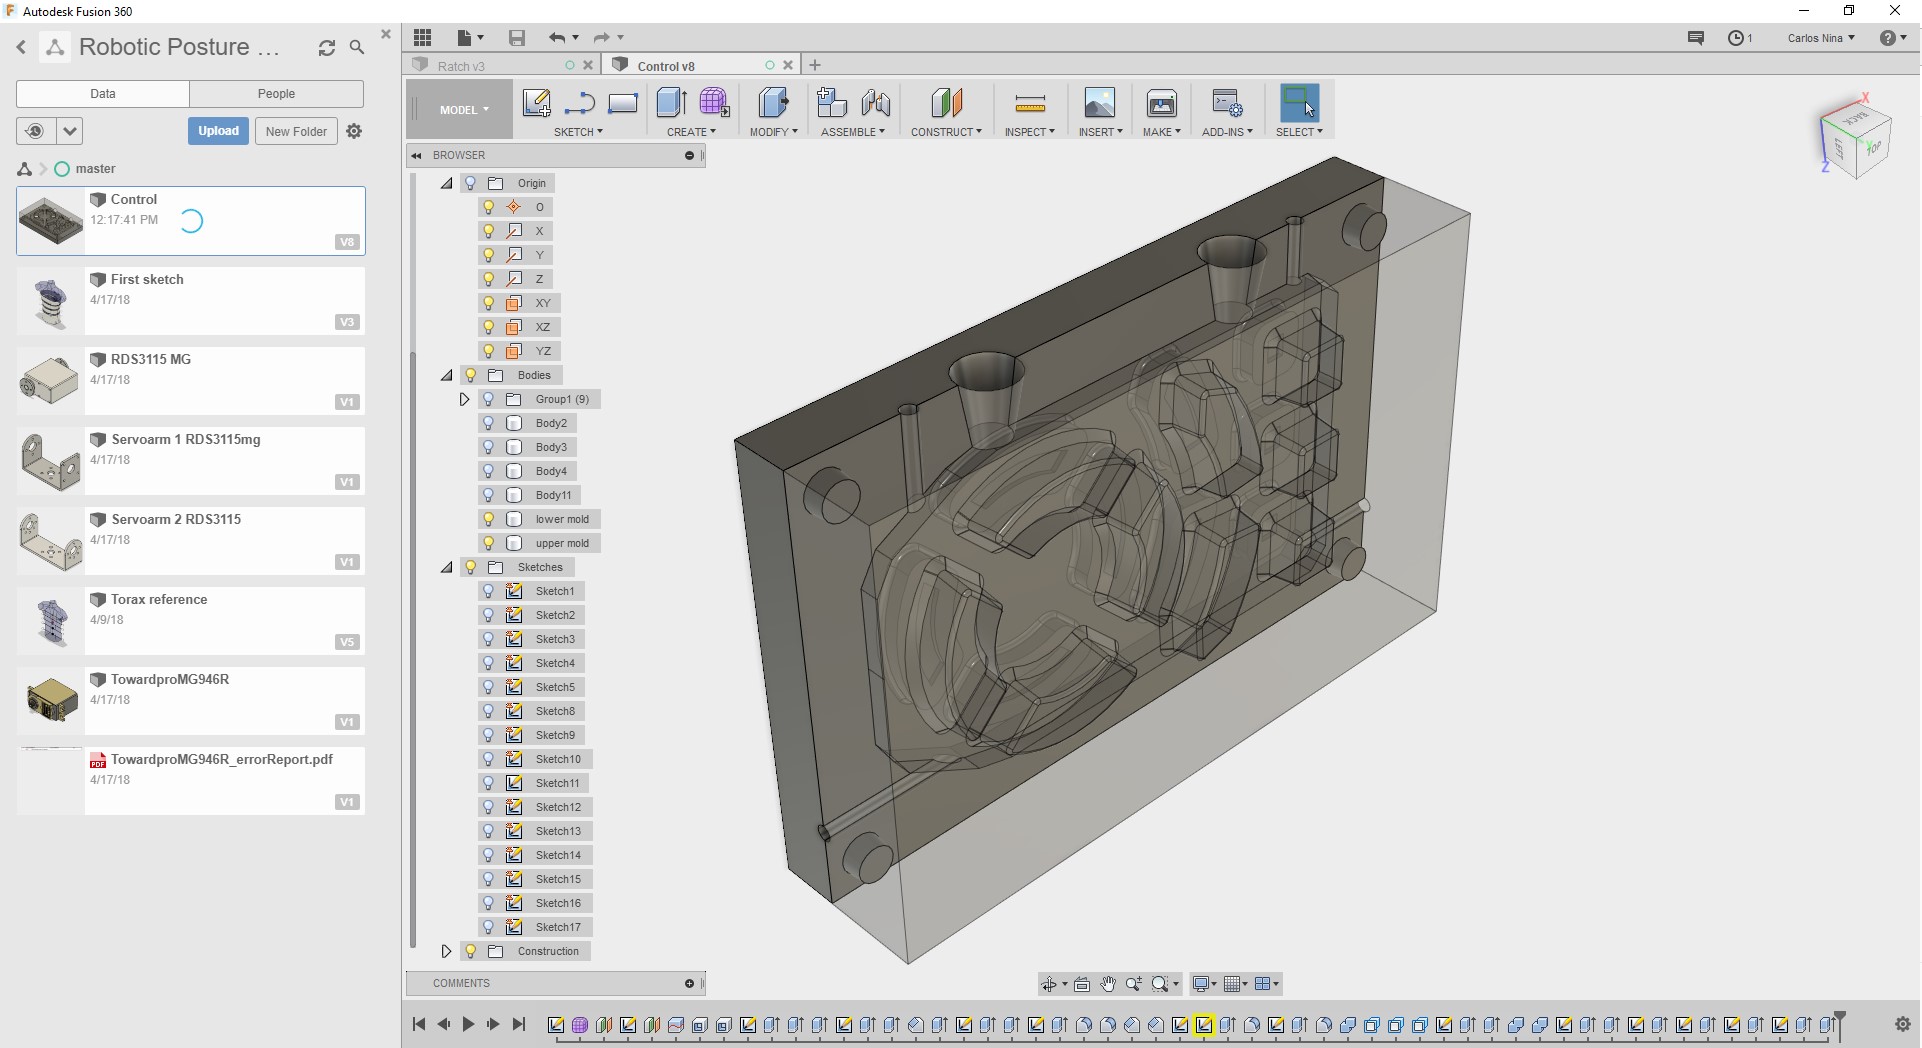 Autodesk Fusion 360
Robotic Posture ...
Data
People
Upload
New Folder
master
Control
12:17:41 PM
V8
First sketch
4/17/18
V3
RDS3115 MG
4/17/18
V1
Servoarm 1 RDS3115mg
4/17/18
V1
Servoarm 2 RDS3115
4/17/18
V1
Torax reference
4/9/18
V5
TowardproMG946R
4/17/18
V1
PDF
TowardproMG946R_errorReport.pdf
4/17/18
V1
1
Carlos Nina
?
Ratch v3
Control v8
MODEL
SKETCH
CREATE
MODIFY
ASSEMBLE
CONSTRUCT
INSPECT
INSERT
MAKE
ADD-INS
SELECT
BROWSER
Origin
O
X
Y
Z
XY
XZ
YZ
Bodies
Group1 (9)
Body2
Body3
Body4
Body11
lower mold
upper mold
Sketches
Sketch1
Sketch2
Sketch3
Sketch4
Sketch5
Sketch8
Sketch9
Sketch10
Sketch11
Sketch12
Sketch13
Sketch14
Sketch15
Sketch16
Sketch17
Construction
COMMENTS
X
BACK
LEFT
TOP
Y
Z